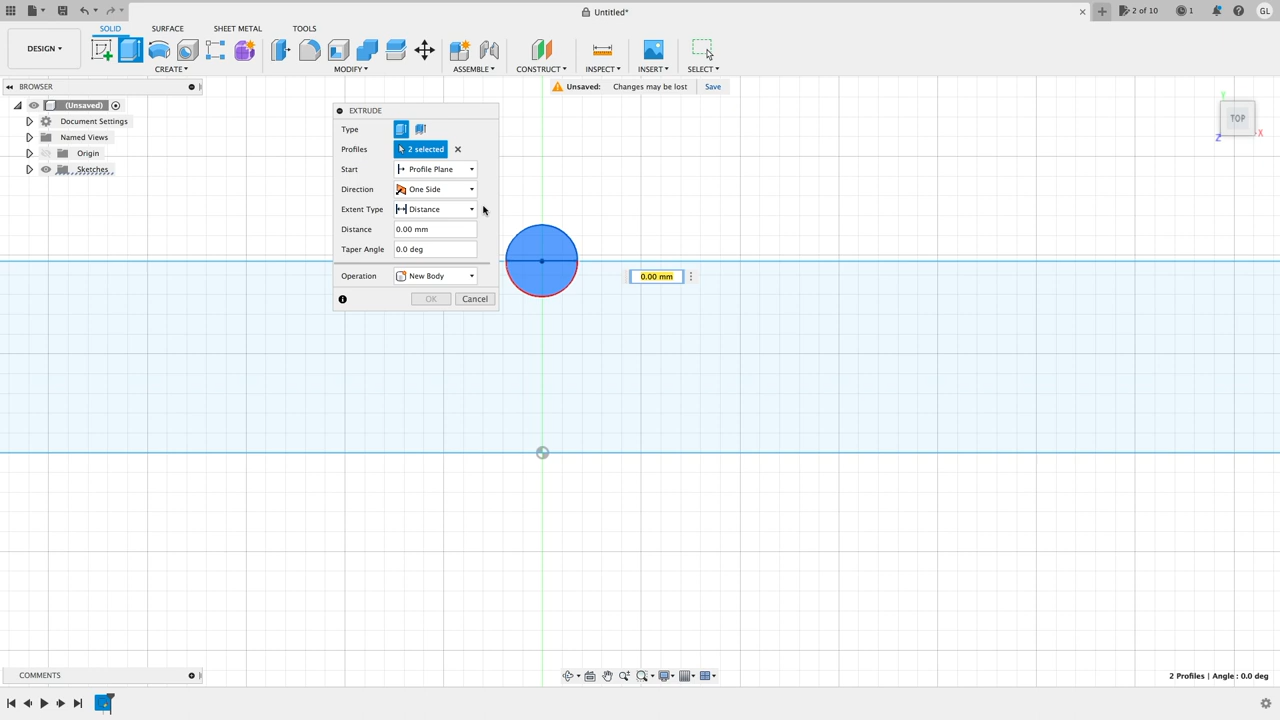 Untitled*
2 of 10
1
GL
DESIGN
SOLID
SURFACE
SHEET METAL
TOOLS
CREATE
MODIFY
ASSEMBLE
CONSTRUCT
INSPECT
INSERT
SELECT
BROWSER
Unsaved: Changes may be lost Save
(Unsaved)
Document Settings
Named Views
Origin
Sketches
EXTRUDE
Type
Profiles 2 selected
Start Profile Plane
Direction One Side
Extent Type Distance
Distance 0.00 mm
Taper Angle 0.0 deg
Operation New Body
OK Cancel
0.00 mm
Y
TOP
X
Z
COMMENTS
2 Profiles | Angle : 0.0 deg